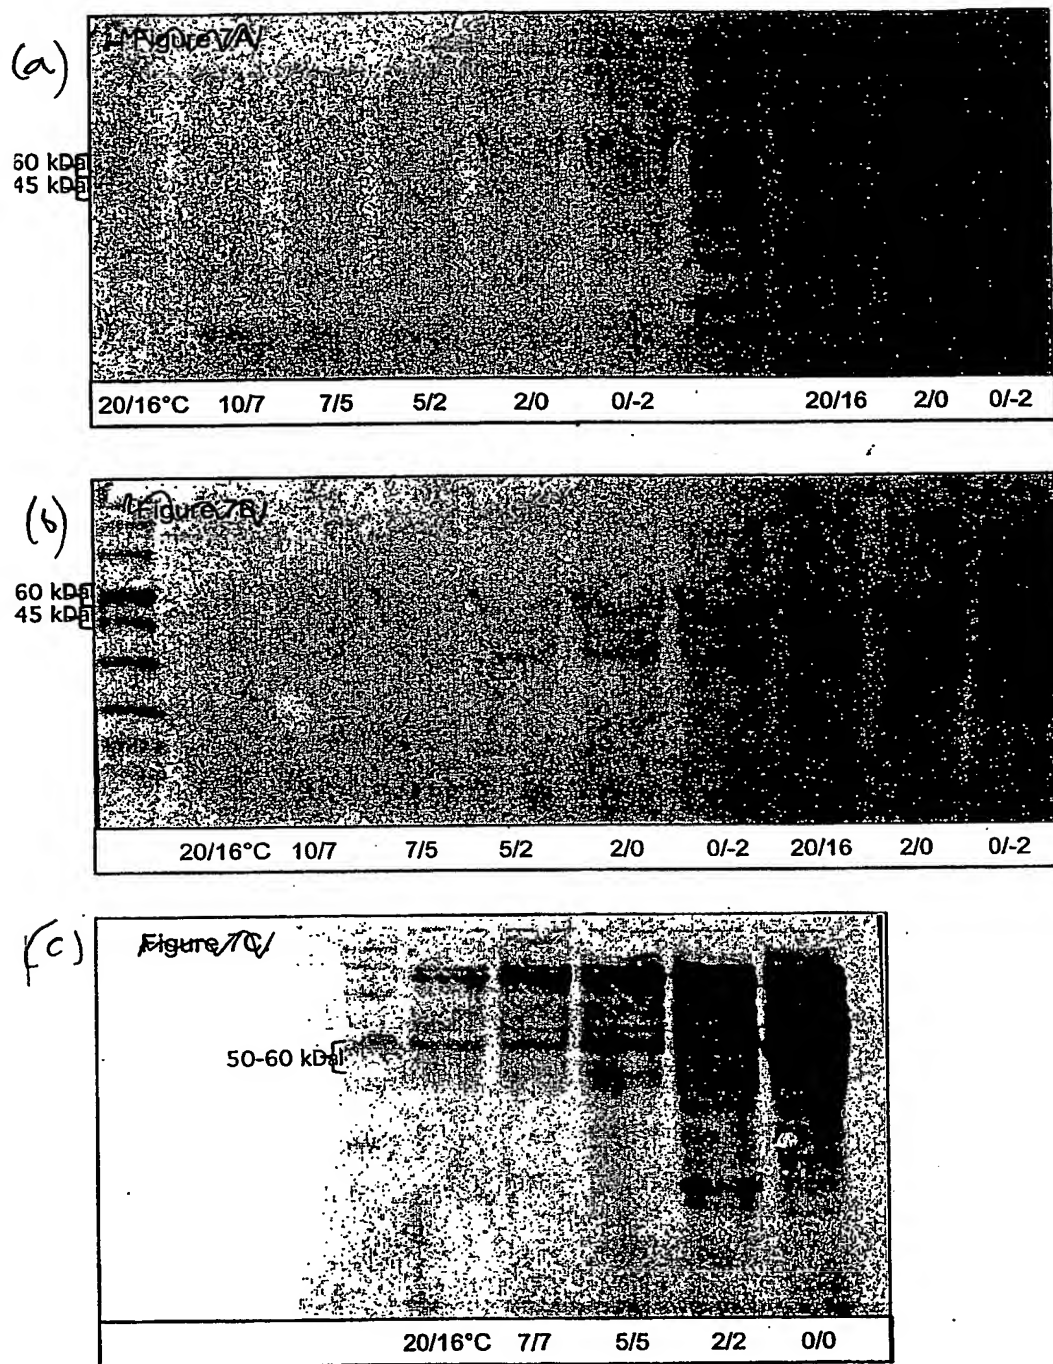 (a)
Figure 7A
60 kDa
45 kDa
20/16°C 10/7 7/5 5/2 2/0 0/-2 20/16 2/0 0/-2
(b)
Figure 7B
60 kDa
45 kDa
20/16°C 10/7 7/5 5/2 2/0 0/-2 20/16 2/0 0/-2
(c)
Figure 7C
50-60 kDa
20/16°C 7/7 5/5 2/2 0/0